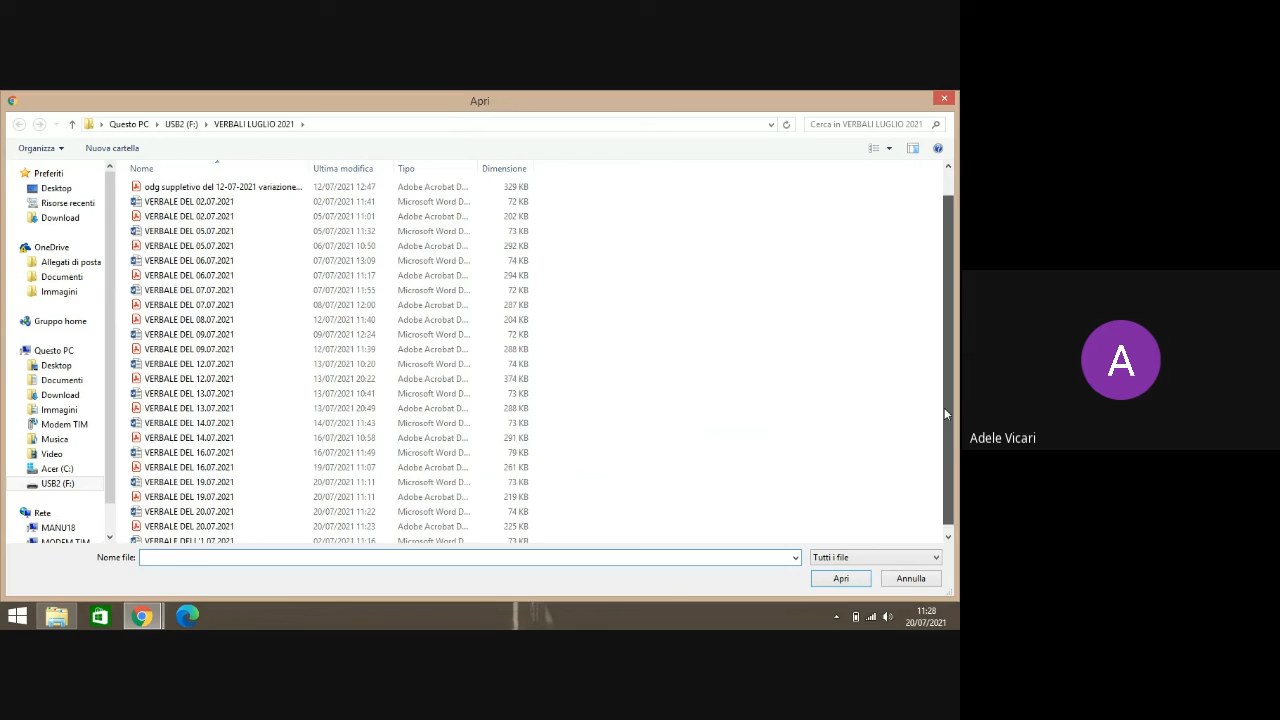 Apri
Questo PC USB2 (F:) VERBALI LUGLIO 2021
Cerca in VERBALI LUGLIO 2021
Organizza Nuova cartella
Preferiti
Desktop
Risorse recenti
Download
OneDrive
Allegati di posta
Documenti
Immagini
Gruppo home
Questo PC
Desktop
Documenti
Download
Immagini
Modem TIM
Musica
Video
Acer (C:)
USB2 (F:)
Rete
MANU18
MODEM TIM
Nome Ultima modifica Tipo Dimensione
odg suppletivo del 12-07-2021 variazione... 12/07/2021 12:47 Adobe Acrobat D... 329 KB
VERBALE DEL 02.07.2021 02/07/2021 11:41 Microsoft Word D... 72 KB
VERBALE DEL 02.07.2021 05/07/2021 11:01 Adobe Acrobat D... 202 KB
VERBALE DEL 05.07.2021 05/07/2021 11:32 Microsoft Word D... 73 KB
VERBALE DEL 05.07.2021 06/07/2021 10:50 Adobe Acrobat D... 292 KB
VERBALE DEL 06.07.2021 07/07/2021 13:09 Microsoft Word D... 74 KB
VERBALE DEL 06.07.2021 07/07/2021 11:17 Adobe Acrobat D... 294 KB
VERBALE DEL 07.07.2021 07/07/2021 11:55 Microsoft Word D... 72 KB
VERBALE DEL 07.07.2021 08/07/2021 12:00 Adobe Acrobat D... 287 KB
VERBALE DEL 08.07.2021 12/07/2021 11:40 Adobe Acrobat D... 204 KB
VERBALE DEL 09.07.2021 09/07/2021 12:24 Microsoft Word D... 72 KB
VERBALE DEL 09.07.2021 12/07/2021 11:39 Adobe Acrobat D... 288 KB
VERBALE DEL 12.07.2021 13/07/2021 10:20 Microsoft Word D... 74 KB
VERBALE DEL 12.07.2021 13/07/2021 20:22 Adobe Acrobat D... 374 KB
VERBALE DEL 13.07.2021 13/07/2021 10:41 Microsoft Word D... 73 KB
VERBALE DEL 13.07.2021 13/07/2021 20:49 Adobe Acrobat D... 288 KB
VERBALE DEL 14.07.2021 14/07/2021 11:43 Microsoft Word D... 73 KB
VERBALE DEL 14.07.2021 16/07/2021 10:58 Adobe Acrobat D... 291 KB
VERBALE DEL 16.07.2021 16/07/2021 11:49 Microsoft Word D... 79 KB
VERBALE DEL 16.07.2021 19/07/2021 11:07 Adobe Acrobat D... 261 KB
VERBALE DEL 19.07.2021 20/07/2021 11:11 Microsoft Word D... 73 KB
VERBALE DEL 19.07.2021 20/07/2021 11:11 Adobe Acrobat D... 219 KB
VERBALE DEL 20.07.2021 20/07/2021 11:22 Microsoft Word D... 74 KB
VERBALE DEL 20.07.2021 20/07/2021 11:23 Adobe Acrobat D... 225 KB
VERBALE DELL'1.07.2021 02/07/2021 11:16 Microsoft Word D... 73 KB
Nome file: Tutti i file
Apri Annulla
11:28
20/07/2021
A
Adele Vicari